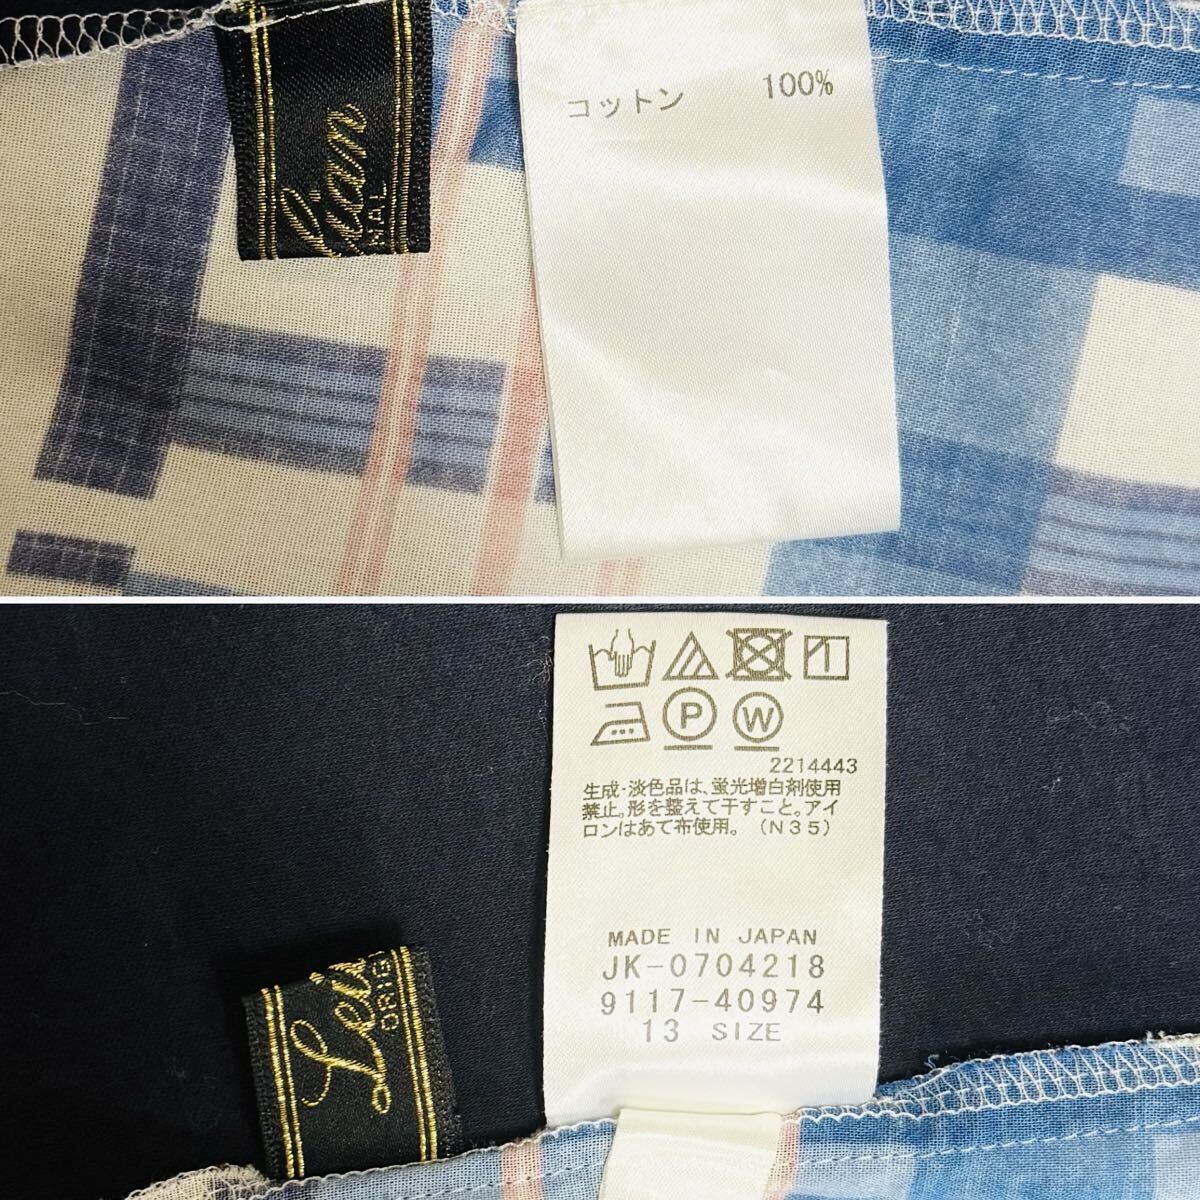 lian
NAL
コットン 100%
P W
2214443
生成・淡色品は、蛍光増白剤使用
禁止。形を整えて干すこと。アイ
ロンはあて布使用。（N35）
MADE IN JAPAN
JK-0704218
9117-40974
13 SIZE
Lei
ORIG